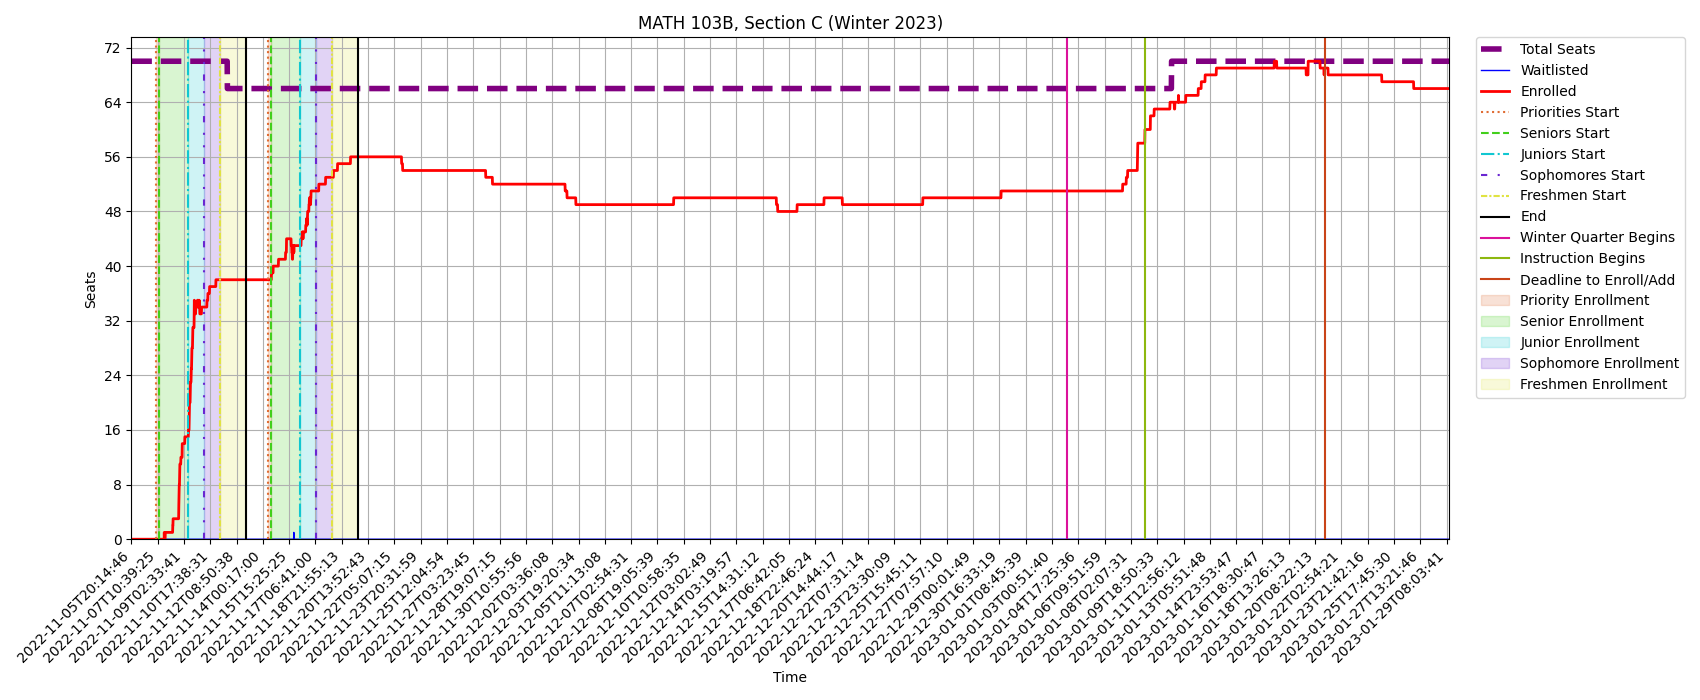 MATH 103B, Section C (Winter 2023)
Seats
72
64
56
48
40
32
24
16
8
0
2022-11-05T20:14:46
2022-11-07T10:39:25
2022-11-09T02:33:41
2022-11-10T17:38:31
2022-11-12T08:50:38
2022-11-14T00:17:00
2022-11-15T15:25:25
2022-11-17T06:41:00
2022-11-18T21:55:13
2022-11-20T13:52:43
2022-11-22T05:07:15
2022-11-23T20:31:59
2022-11-25T12:04:54
2022-11-27T03:23:45
2022-11-28T19:07:15
2022-11-30T10:55:56
2022-12-02T03:36:08
2022-12-03T19:20:34
2022-12-05T11:13:08
2022-12-07T02:54:31
2022-12-08T19:05:39
2022-12-10T10:58:35
2022-12-12T03:02:49
2022-12-14T03:19:57
2022-12-15T14:31:12
2022-12-17T06:42:05
2022-12-18T22:46:24
2022-12-20T14:44:17
2022-12-22T07:31:14
2022-12-23T23:30:09
2022-12-25T15:45:11
2022-12-27T07:57:10
2022-12-29T00:01:49
2022-12-30T16:33:19
2023-01-01T08:45:39
2023-01-03T00:51:40
2023-01-04T17:25:36
2023-01-06T09:51:59
2023-01-08T02:07:31
2023-01-09T18:50:33
2023-01-11T12:56:12
2023-01-13T05:51:48
2023-01-14T23:53:47
2023-01-16T18:30:47
2023-01-18T13:26:13
2023-01-20T08:22:13
2023-01-22T02:54:21
2023-01-23T21:42:16
2023-01-25T17:45:30
2023-01-27T13:21:46
2023-01-29T08:03:41
Time
Total Seats
Waitlisted
Enrolled
Priorities Start
Seniors Start
Juniors Start
Sophomores Start
Freshmen Start
End
Winter Quarter Begins
Instruction Begins
Deadline to Enroll/Add
Priority Enrollment
Senior Enrollment
Junior Enrollment
Sophomore Enrollment
Freshmen Enrollment